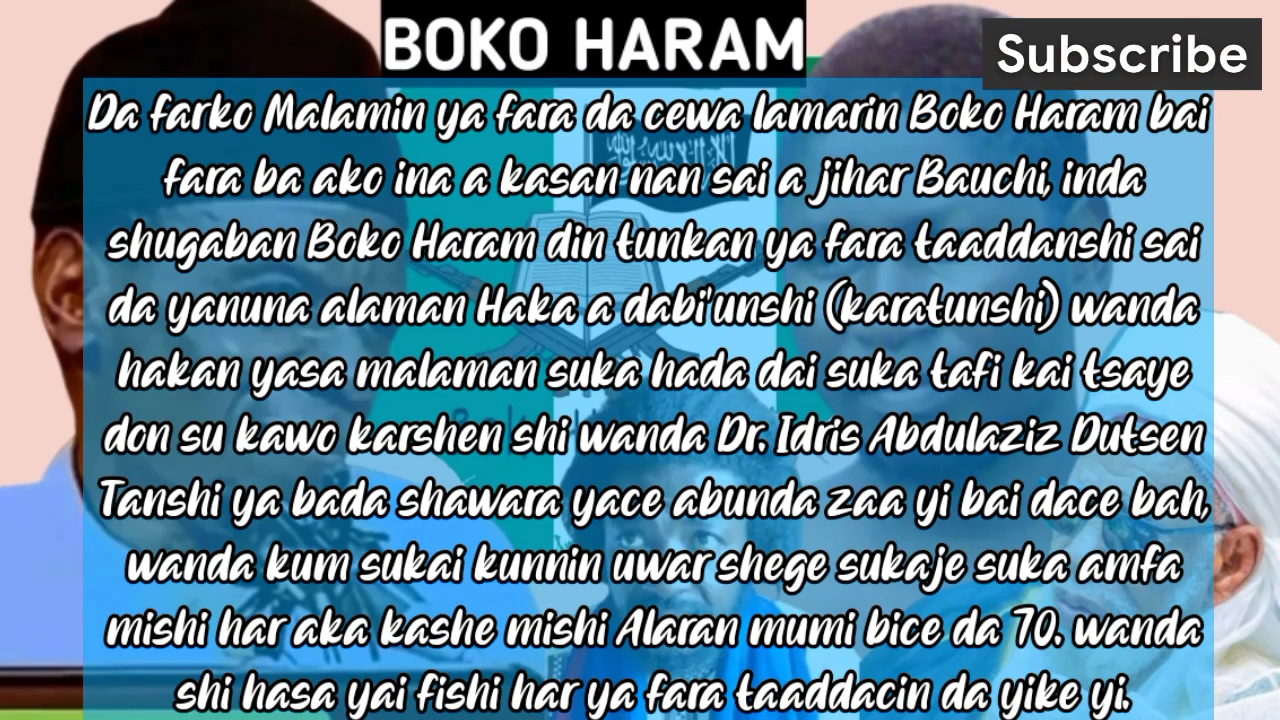 BOKO HARAM
Subscribe
Da farko Malamin ya fara da cewa lamarin Boko Haram bai
fara ba ako ina a kasan nan sai a jihar Bauchi, inda
shugaban Boko Haram din tunkan ya fara taaddanshi sai
da yanuna alaman Haka a dabi'unshi (karatunshi) wanda
hakan yasa malaman suka hada dai suka tafi kai tsaye
don su kawo karshen shi wanda Dr. Idris Abdulaziz Dutsen
Tanshi ya bada shawara yace abunda zaa yi bai dace bah,
wanda kum sukai kunnin uwar shege sukaje suka amfa
mishi har aka kashe mishi Alaran mumi bice da 70. wanda
shi hasa yai fishi har ya fara taaddacin da yike yi.